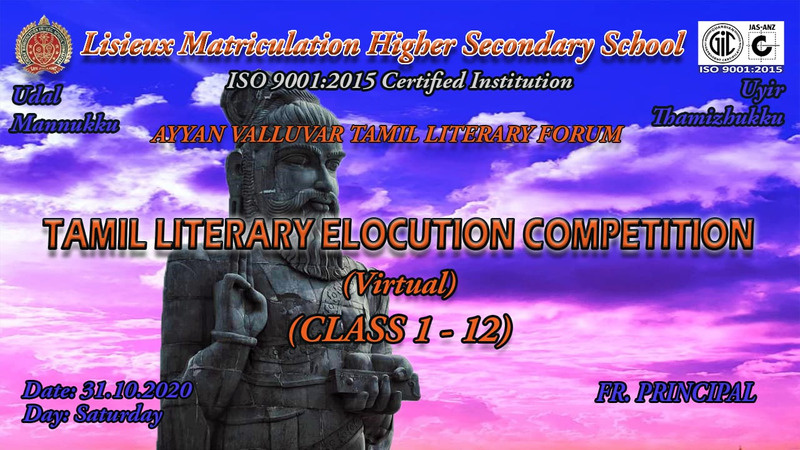 Lisieux Matriculation Higher Secondary School
ISO 9001:2015 Certified Institution
GIC
JAS-ANZ
ISO 9001:2015
Udal
Mannukku
Uyir
Thamizhukku
AYYAN VALLUVAR TAMIL LITERARY FORUM
TAMIL LITERARY ELOCUTION COMPETITION
(Virtual)
(CLASS 1 - 12)
Date: 31.10.2020
Day: Saturday
FR. PRINCIPAL